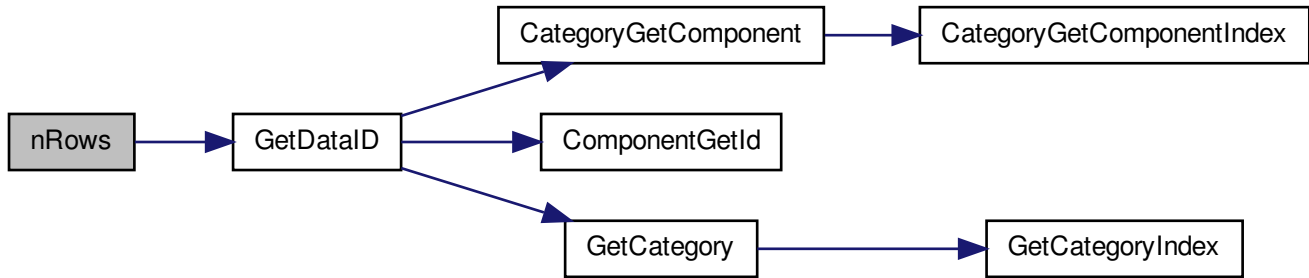 CategoryGetComponent
CategoryGetComponentIndex
nRows
GetDataID
ComponentGetId
GetCategory
GetCategoryIndex